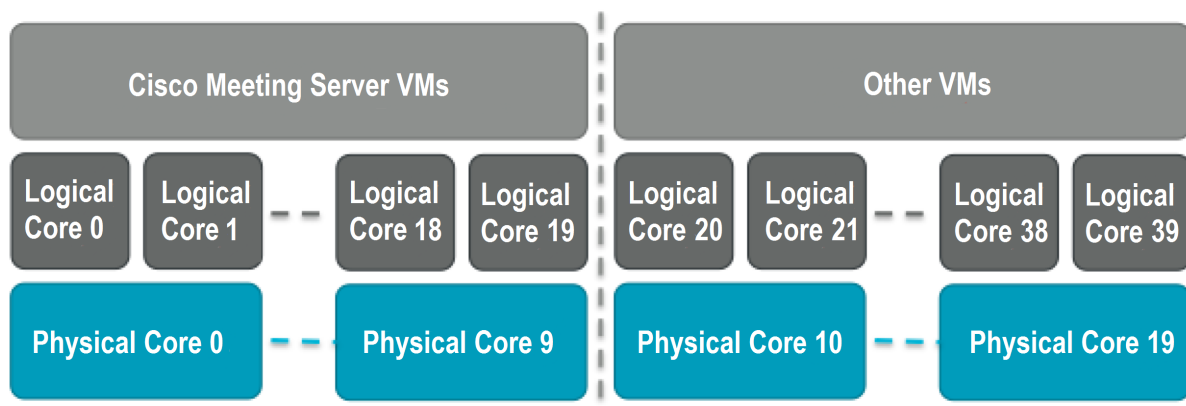 Cisco Meeting Server VMs
Other VMs
Logical
Core 0
Logical
Core 1
Logical
Core 18
Logical
Core 19
Logical
Core 20
Logical
Core 21
Logical
Core 38
Logical
Core 39
Physical Core 0
Physical Core 9
Physical Core 10
Physical Core 19